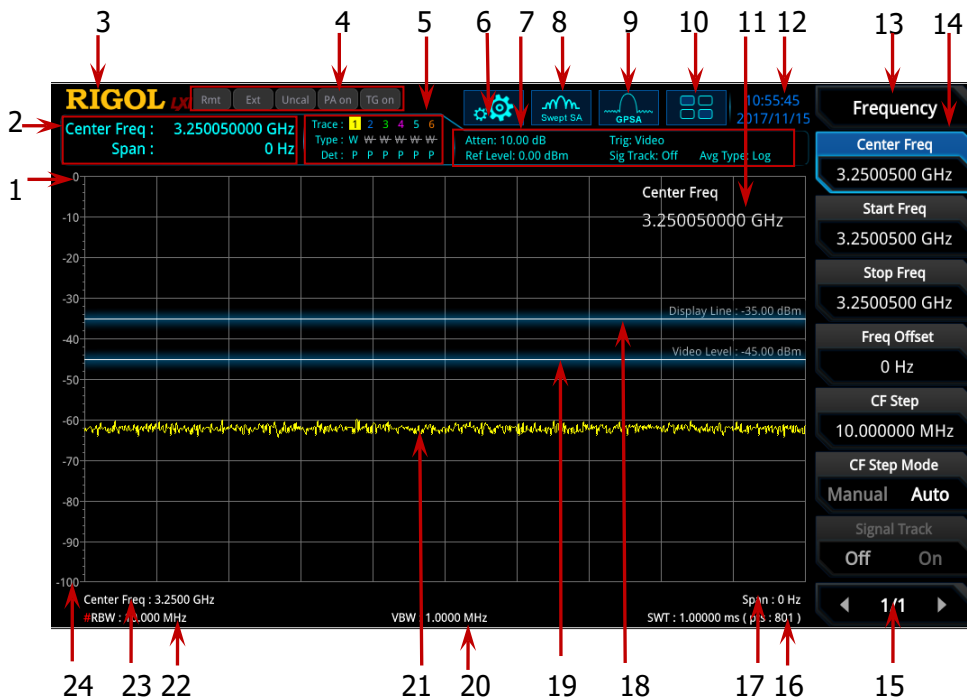 3 4 5 6 7 8 9 10 11 12 13 14
RIGOL
Rmt Ext Uncal PA on TG on
Swept SA
GPSA
10:55:45
2017/11/15
Frequency
2
Center Freq : 3.250050000 GHz
Span : 0 Hz
Trace : 1 2 3 4 5 6
Type : W W W W W W
Det : P P P P P P
Atten: 10.00 dB Trig: Video
Ref Level: 0.00 dBm Sig Track: Off Avg Type: Log
1
0
-10
-20
-30
-40
-50
-60
-70
-80
-90
-100
Center Freq
3.250050000 GHz
Display Line : -35.00 dBm
Video Level : -45.00 dBm
Center Freq
3.2500500 GHz
Start Freq
3.2500500 GHz
Stop Freq
3.2500500 GHz
Freq Offset
0 Hz
CF Step
10.000000 MHz
CF Step Mode
Manual Auto
Signal Track
Off On
1/1
Center Freq : 3.2500 GHz Span : 0 Hz
#RBW : MHz VBW : 1.0000 MHz SWT : 1.00000 ms ( pts : 801 )
24 23 22 21 20 19 18 17 16 15